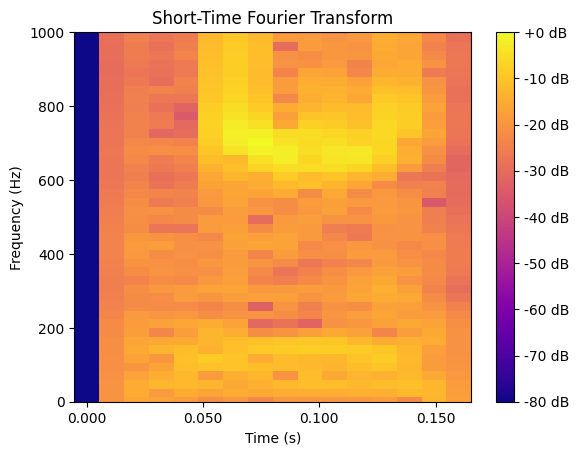 Short-Time Fourier Transform
1000
800
600
400
200
0
Frequency (Hz)
0.000
0.050
0.100
0.150
Time (s)
+0 dB
-10 dB
-20 dB
-30 dB
-40 dB
-50 dB
-60 dB
-70 dB
-80 dB